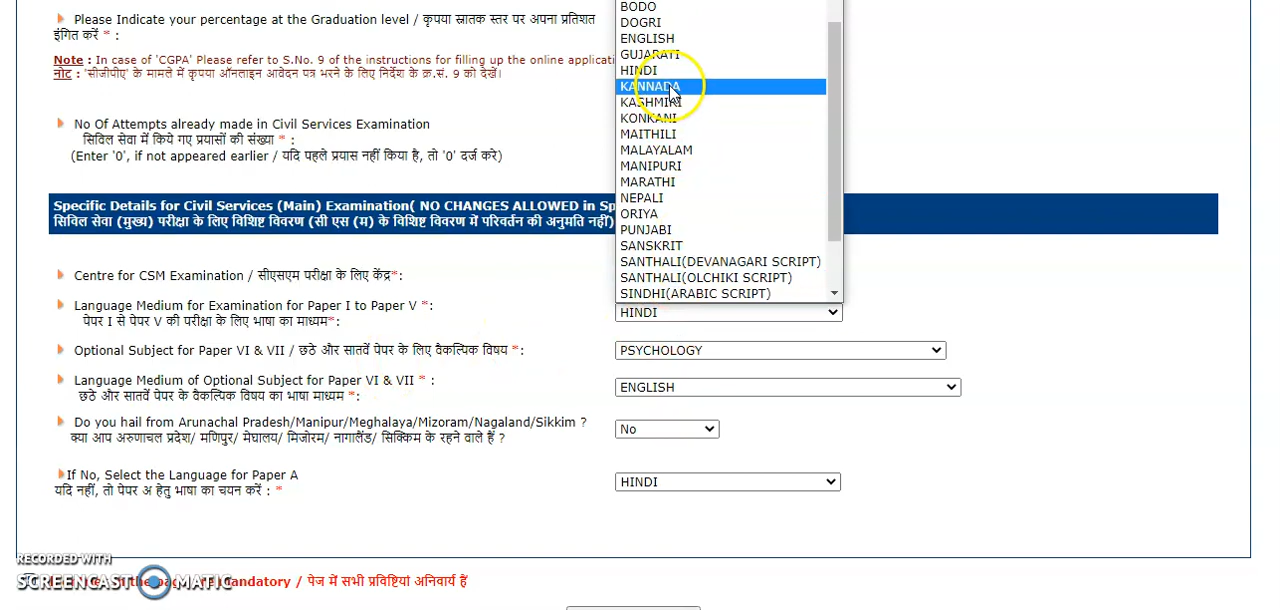 Please Indicate your percentage at the Graduation level / कृपया स्नातक स्तर पर अपना प्रतिशत
इंगित करें * :
Note : In case of 'CGPA' Please refer to S.No. 9 of the instructions for filling up the online applicati
नोट : 'सीजीपीए' के मामले में कृपया ऑनलाइन आवेदन पत्र भरने के लिए निर्देश के क्र.सं. 9 को देखें।
No Of Attempts already made in Civil Services Examination
सिविल सेवा में किये गए प्रयासों की संख्या * :
(Enter '0', if not appeared earlier / यदि पहले प्रयास नहीं किया है, तो '0' दर्ज करे)
BODO
DOGRI
ENGLISH
GUJARATI
HINDI
KANNADA
KASHMIRI
KONKANI
MAITHILI
MALAYALAM
MANIPURI
MARATHI
NEPALI
ORIYA
PUNJABI
SANSKRIT
SANTHALI(DEVANAGARI SCRIPT)
SANTHALI(OLCHIKI SCRIPT)
SINDHI(ARABIC SCRIPT)
Specific Details for Civil Services (Main) Examination( NO CHANGES ALLOWED in Sp
सिविल सेवा (मुख्य) परीक्षा के लिए विशिष्ट विवरण (सी एस (म) के विशिष्ट विवरण में परिवर्तन की अनुमति नहीं)
Centre for CSM Examination / सीएसएम परीक्षा के लिए केंद्र*:
Language Medium for Examination for Paper I to Paper V *:
पेपर I से पेपर V की परीक्षा के लिए भाषा का माध्यम*:
HINDI
Optional Subject for Paper VI & VII / छठे और सातवें पेपर के लिए वैकल्पिक विषय *:
PSYCHOLOGY
Language Medium of Optional Subject for Paper VI & VII * :
छठे और सातवें पेपर के वैकल्पिक विषय का भाषा माध्यम *:
ENGLISH
Do you hail from Arunachal Pradesh/Manipur/Meghalaya/Mizoram/Nagaland/Sikkim ?
क्या आप अरुणाचल प्रदेश/ मणिपुर/ मेघालय/ मिजोरम/ नागालैंड/ सिक्किम के रहने वाले हैं ?
No
If No, Select the Language for Paper A
यदि नहीं, तो पेपर अ हेतु भाषा का चयन करें : *
HINDI
RECORDED WITH
SCREENCAST MATIC
mandatory / पेज में सभी प्रविष्टियां अनिवार्य हैं